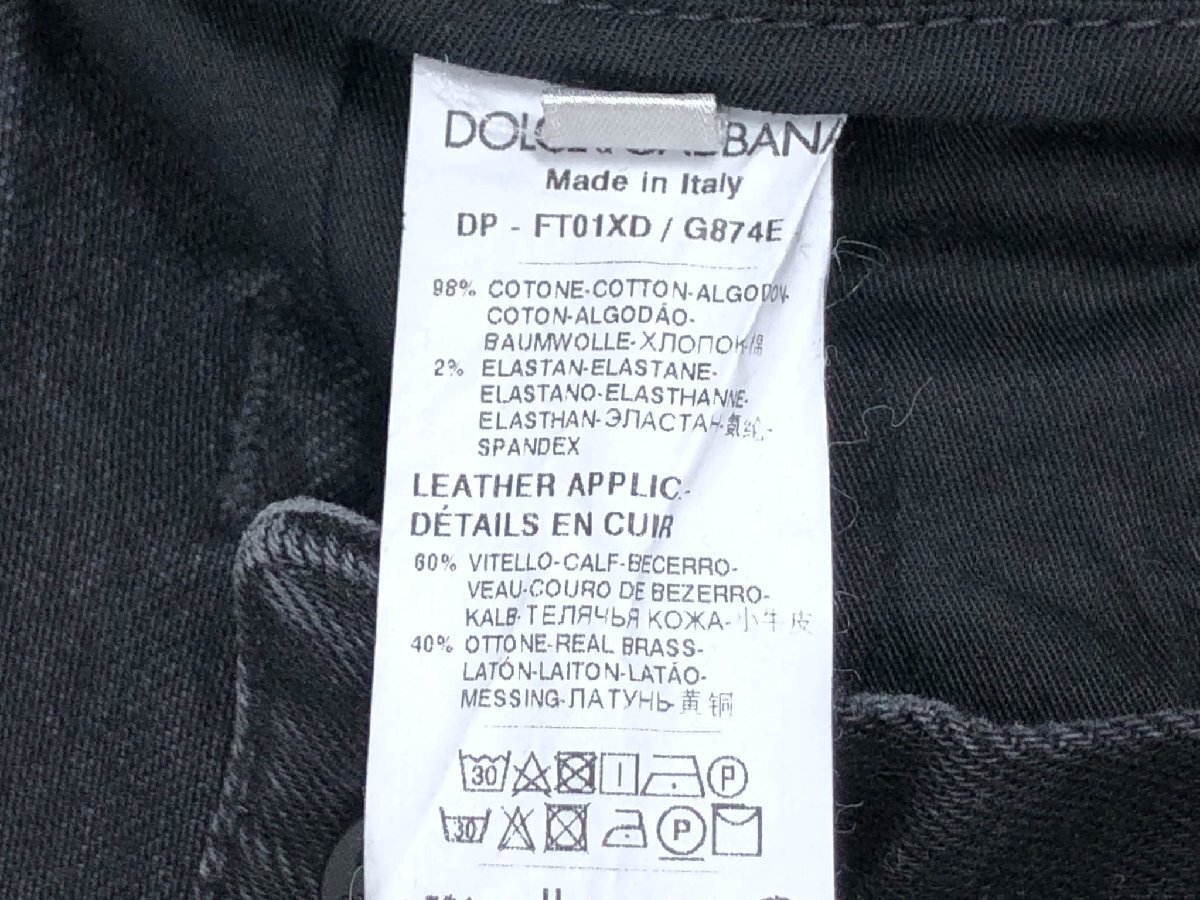 Made in Italy
DP - FT01XD / G874E
98% COTONE-COTTON-ALGODON-
COTON-ALGODÃO-
BAUMWOLLE-ХЛОПОК-棉
2% ELASTAN-ELASTANE-
ELASTANO-ELASTHANNE-
ELASTHAN-ЭЛАСТАН-氨纶-
SPANDEX
LEATHER APPLIC-
DÉTAILS EN CUIR
60% VITELLO-CALF-BECERRO-
VEAU-COURO DE BEZERRO-
KALB-ТЕЛЯЧЬЯ КОЖА-小牛皮
40% OTTONE-REAL BRASS-
LATÓN-LAITON-LATÃO-
MESSING-ЛАТУНЬ-黄铜
30 P
30 P